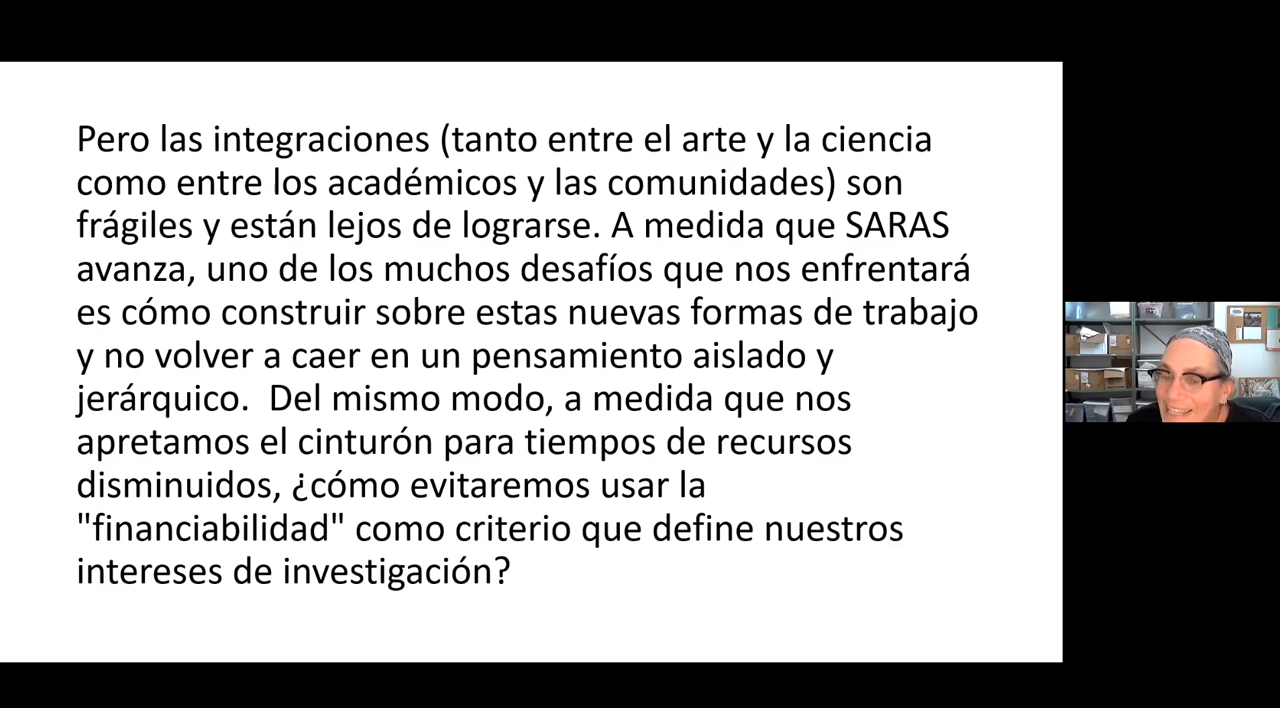 Pero las integraciones (tanto entre el arte y la ciencia
como entre los académicos y las comunidades) son
frágiles y están lejos de lograrse. A medida que SARAS
avanza, uno de los muchos desafíos que nos enfrentará
es cómo construir sobre estas nuevas formas de trabajo
y no volver a caer en un pensamiento aislado y
jerárquico.  Del mismo modo, a medida que nos
apretamos el cinturón para tiempos de recursos
disminuidos, ¿cómo evitaremos usar la
"financiabilidad" como criterio que define nuestros
intereses de investigación?